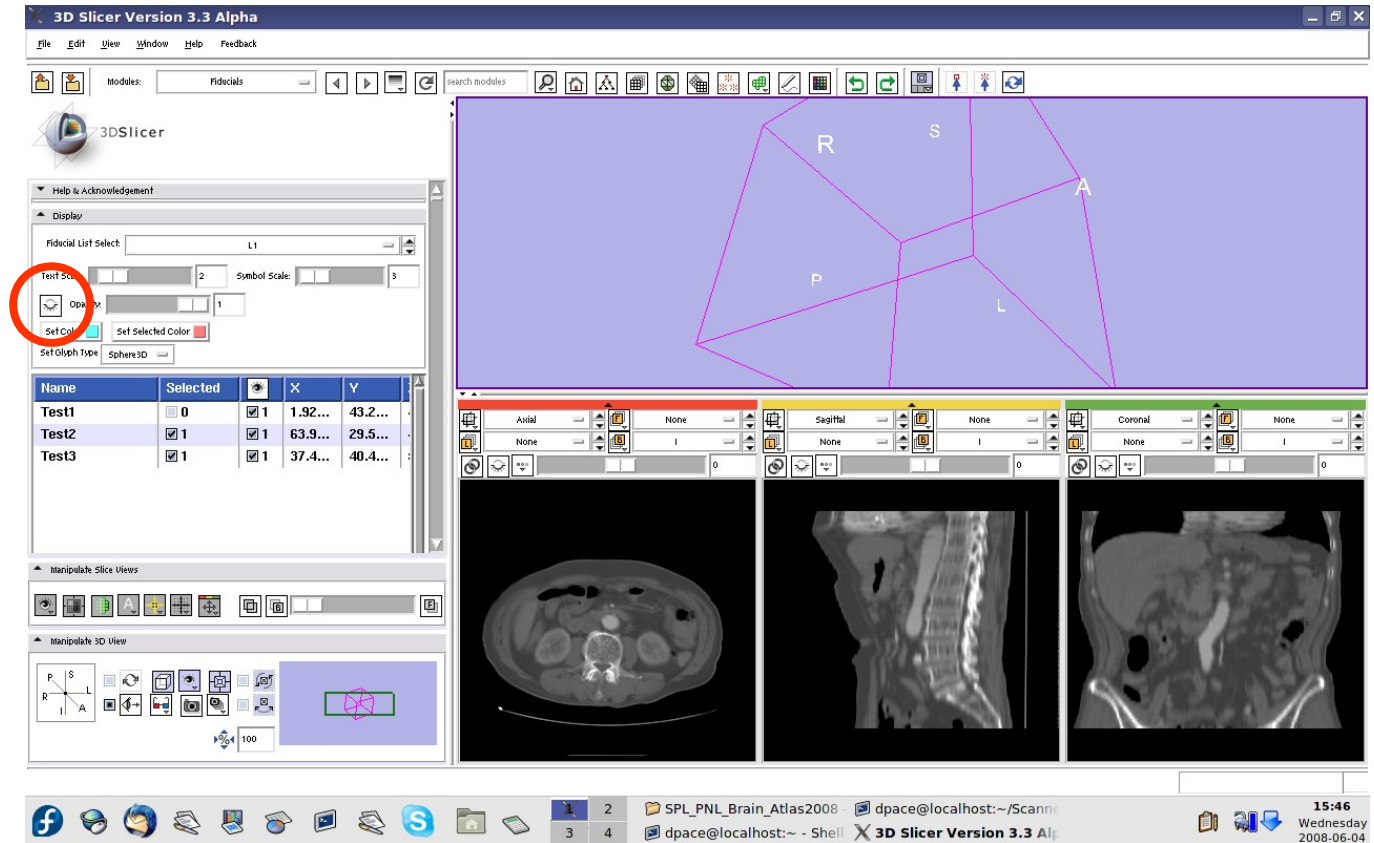 3D Slicer Version 3.3 Alpha
File Edit View Window Help Feedback
Modules: Fiducials search modules
3DSlicer
Help & Acknowledgement
Display
Fiducial List Select: L1
Text 2 Symbol Scale: 3
1
Set Selected Color
Set Glyph Type Sphere3D
Name Selected X Y
Test1 0 1 1.92... 43.2...
Test2 1 1 63.9... 29.5...
Test3 1 1 37.4... 40.4...
Manipulate Slice Views
A F B F
Manipulate 3D View
P S
R L
I A
% 100
R S A P L
Axial F None Sagittal F None Coronal F None
L None B I L None B I L None B I
0 0 0
1 2 SPL_PNL_Brain_Atlas2008 - dpace@localhost:~/Scanne
3 4 dpace@localhost:~ - Shell 3D Slicer Version 3.3 Alp
15:46
Wednesday
2008-06-04